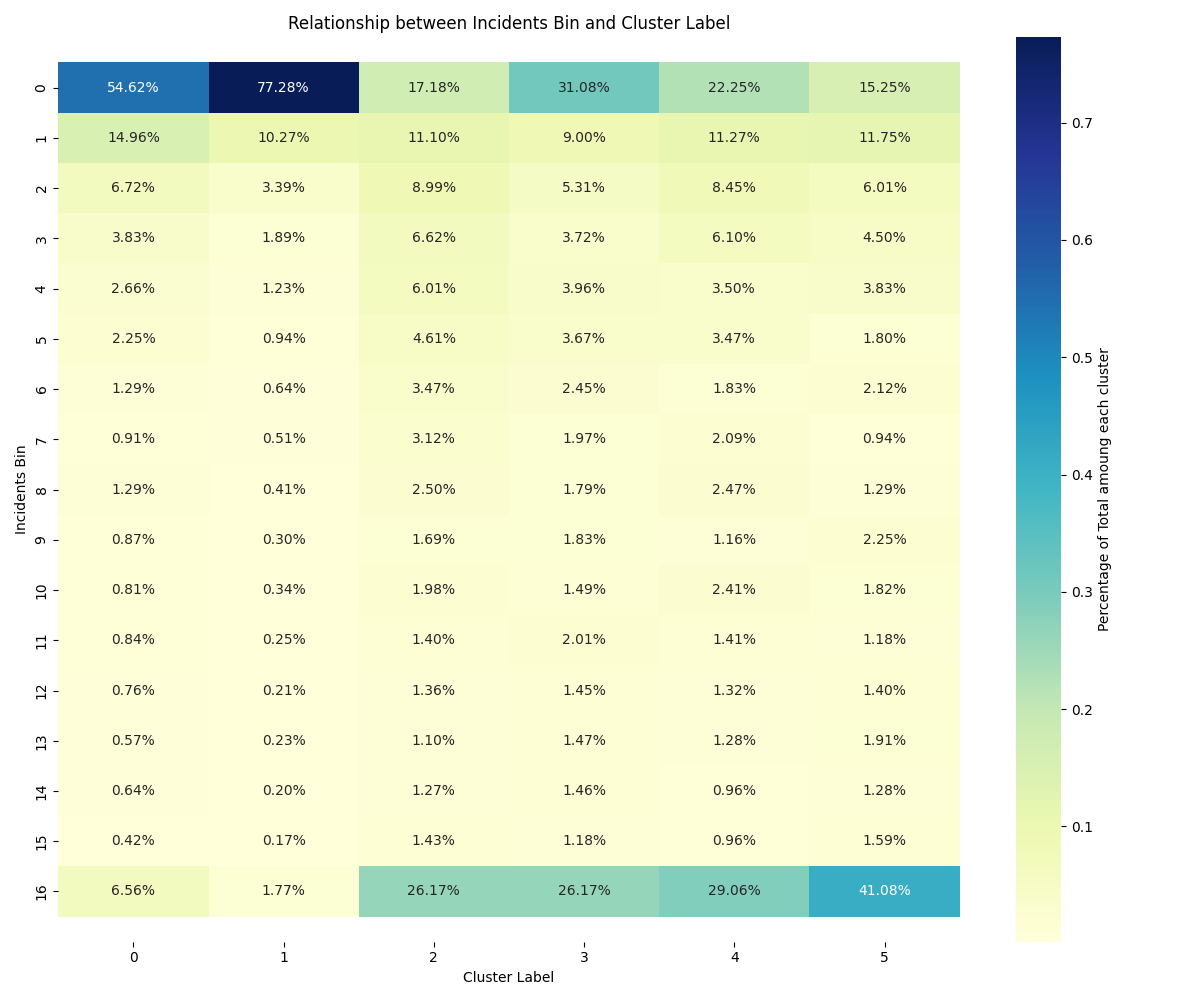 Relationship between Incidents Bin and Cluster Label
0 54.62% 77.28% 17.18% 31.08% 22.25% 15.25%
1 14.96% 10.27% 11.10% 9.00% 11.27% 11.75%
2 6.72% 3.39% 8.99% 5.31% 8.45% 6.01%
3 3.83% 1.89% 6.62% 3.72% 6.10% 4.50%
4 2.66% 1.23% 6.01% 3.96% 3.50% 3.83%
5 2.25% 0.94% 4.61% 3.67% 3.47% 1.80%
6 1.29% 0.64% 3.47% 2.45% 1.83% 2.12%
7 0.91% 0.51% 3.12% 1.97% 2.09% 0.94%
8 1.29% 0.41% 2.50% 1.79% 2.47% 1.29%
9 0.87% 0.30% 1.69% 1.83% 1.16% 2.25%
10 0.81% 0.34% 1.98% 1.49% 2.41% 1.82%
11 0.84% 0.25% 1.40% 2.01% 1.41% 1.18%
12 0.76% 0.21% 1.36% 1.45% 1.32% 1.40%
13 0.57% 0.23% 1.10% 1.47% 1.28% 1.91%
14 0.64% 0.20% 1.27% 1.46% 0.96% 1.28%
15 0.42% 0.17% 1.43% 1.18% 0.96% 1.59%
16 6.56% 1.77% 26.17% 26.17% 29.06% 41.08%
0 1 2 3 4 5
Cluster Label
Incidents Bin
0.7
0.6
0.5
0.4
0.3
0.2
0.1
Percentage of Total amoung each cluster